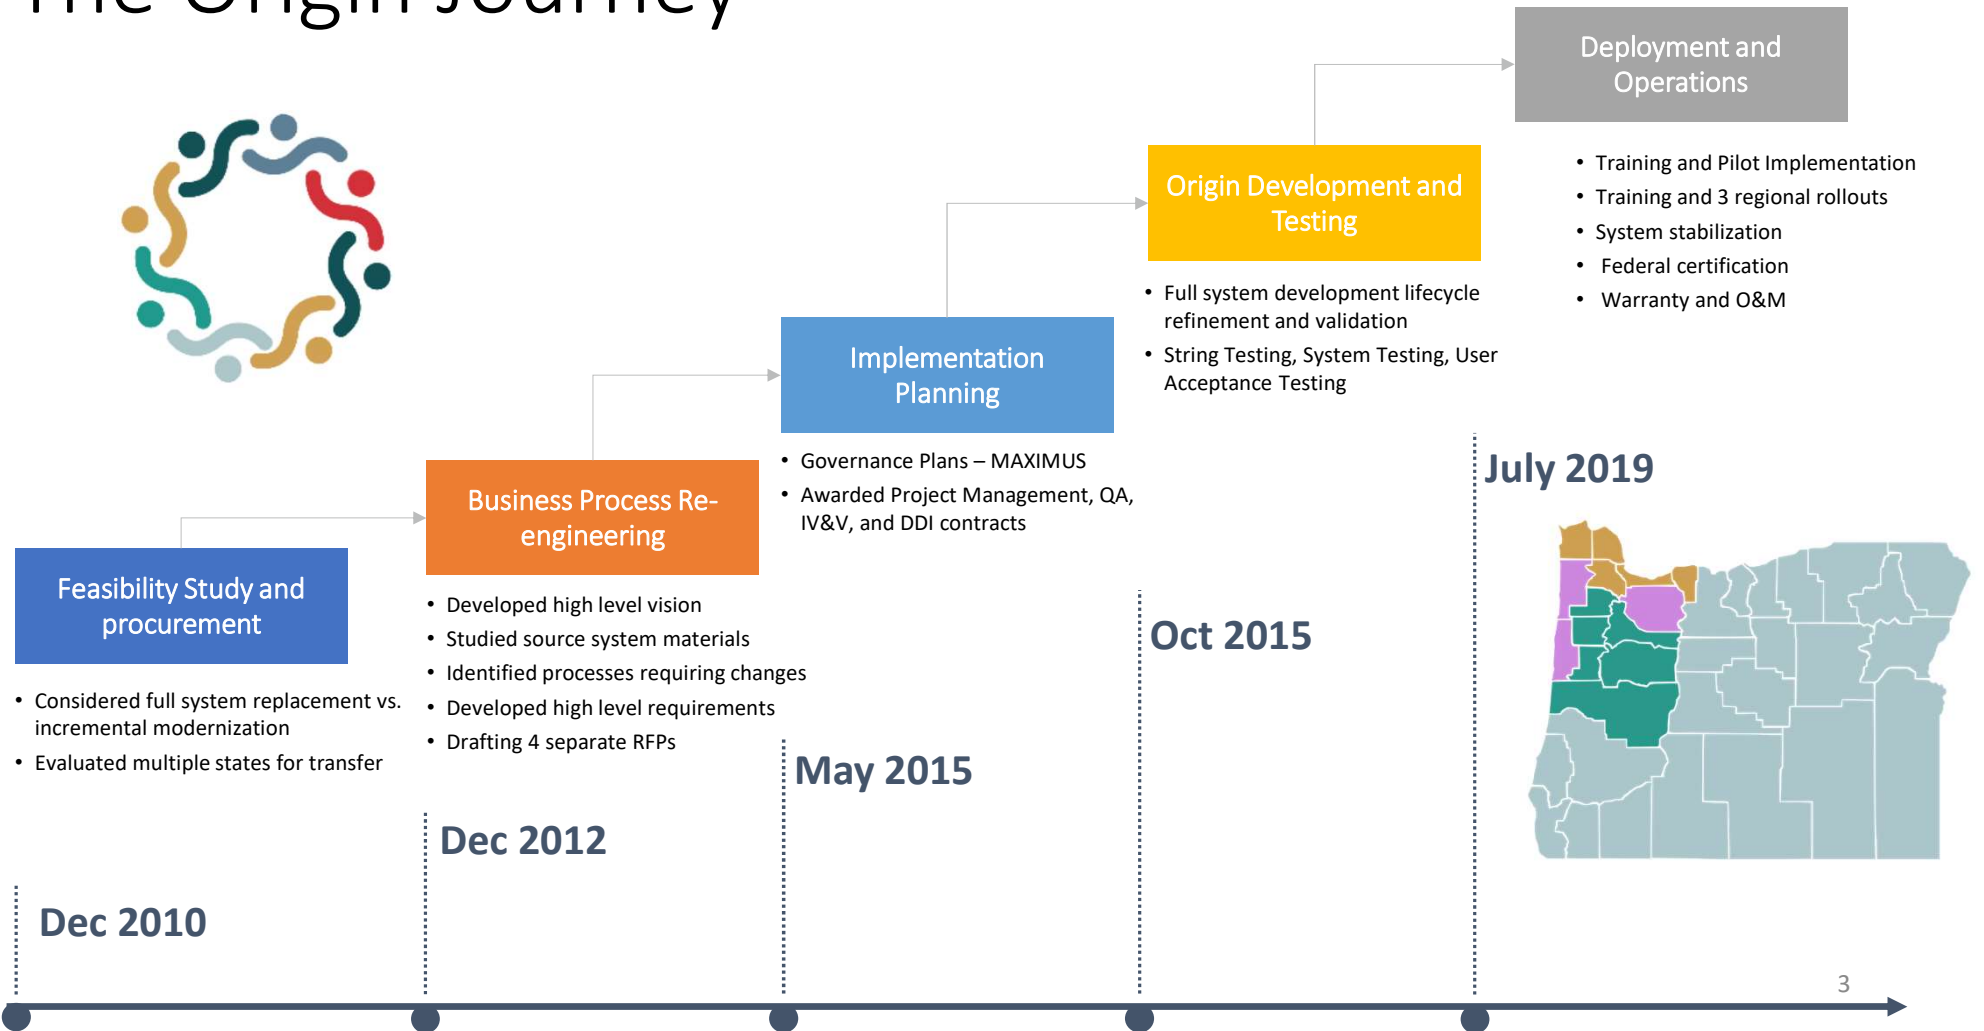 The Origin Journey
Feasibility Study and
procurement
• Considered full system replacement vs.
incremental modernization
• Evaluated multiple states for transfer
Dec 2010
Business Process Re-
engineering
• Developed high level vision
• Studied source system materials
• Identified processes requiring changes
• Developed high level requirements
• Drafting 4 separate RFPs
Dec 2012
Implementation
Planning
• Governance Plans – MAXIMUS
• Awarded Project Management, QA,
IV&V, and DDI contracts
May 2015
Origin Development and
Testing
• Full system development lifecycle
refinement and validation
• String Testing, System Testing, User
Acceptance Testing
Oct 2015
Deployment and
Operations
• Training and Pilot Implementation
• Training and 3 regional rollouts
• System stabilization
• Federal certification
• Warranty and O&M
July 2019
3